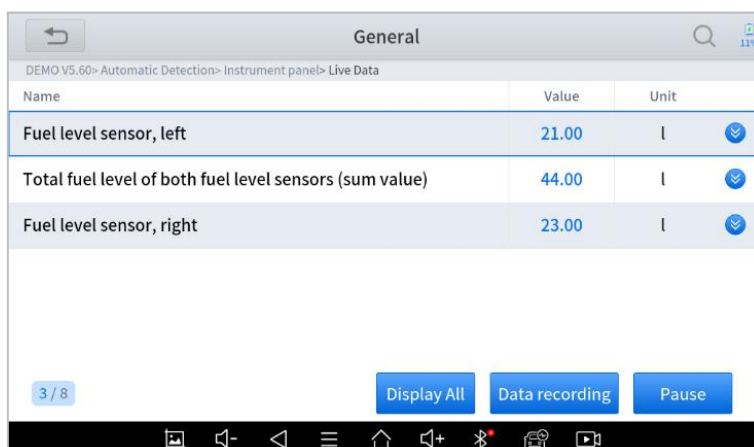 General
DEMO V5.60> Automatic Detection> Instrument panel> Live Data
Name Value Unit
Fuel level sensor, left 21.00 l
Total fuel level of both fuel level sensors (sum value) 44.00 l
Fuel level sensor, right 23.00 l
3 / 8 Display All Data recording Pause